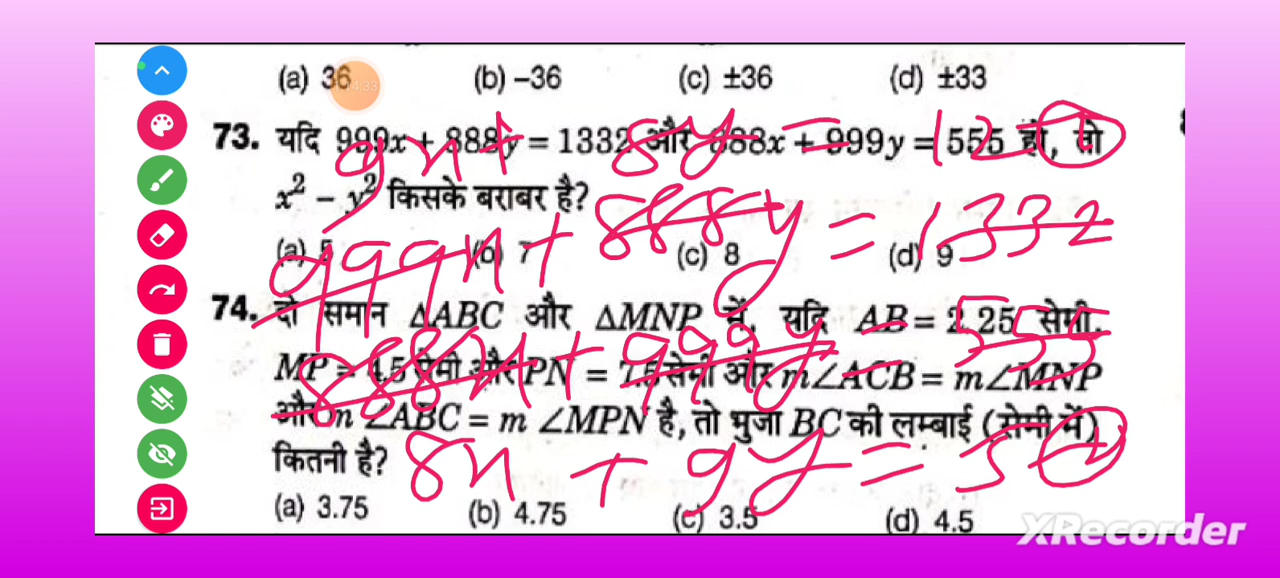 (a) 36 (b) –36 (c) ±36 (d) ±33
73. यदि 999x + 888y = 1332 और 888x + 999y = 555 हो, तो
9x + 8y = 12 1
x² – y² किसके बराबर है?
999x + 888y = 1332
(a) 5 (b) 7 (c) 8 (d) 9
74. दो समान ΔABC और ΔMNP में, यदि AB = 2.25 सेमी,
888x + 999y = 555
MP = 4.5 सेमी और PN = 7.5 सेमी और m∠ACB = m∠MNP
और m ∠ABC = m ∠MPN है, तो भुजा BC की लम्बाई (सेमी में)
8x + 9y = 5 2
कितनी है?
(a) 3.75 (b) 4.75 (c) 3.5 (d) 4.5
XRecorder